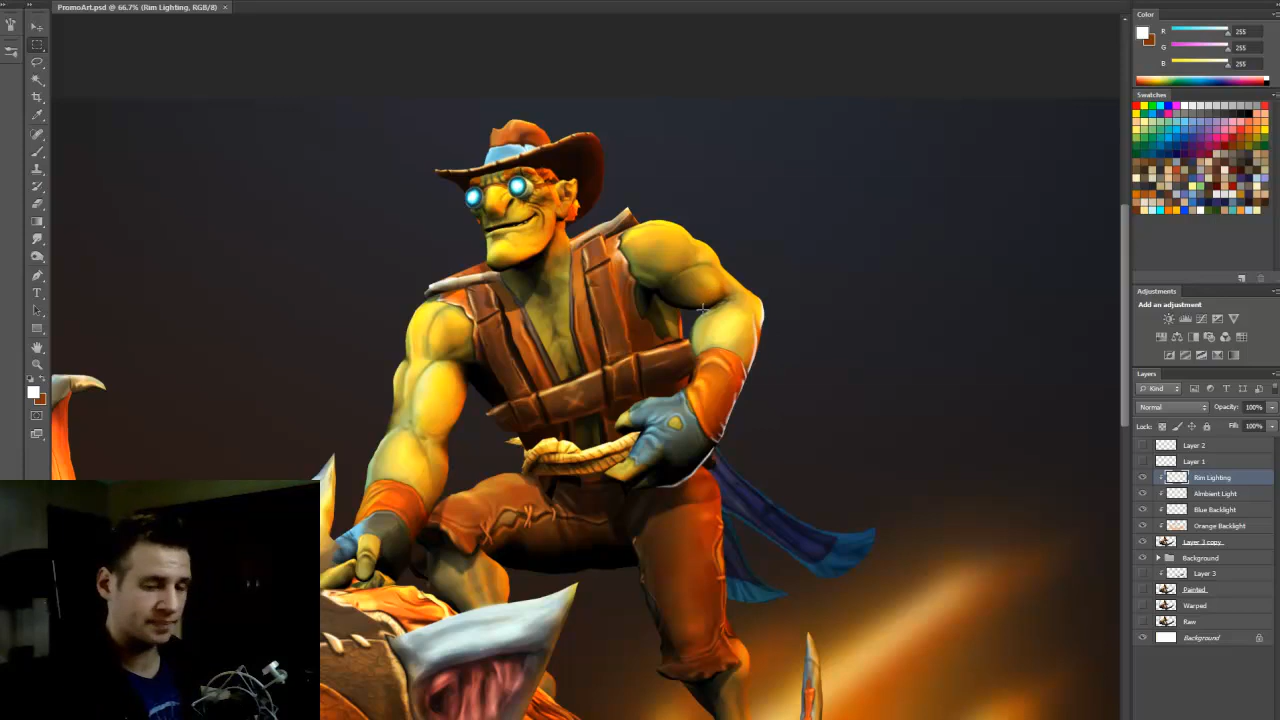 PromoArt.psd @ 66.7% (Rim Lighting, RGB/8) ×
Color
R 255
G 255
B 255
Swatches
Adjustments
Add an adjustment
Layers
Kind
Normal Opacity: 100%
Lock: Fill: 100%
Layer 2
Layer 1
Rim Lighting
Almbient Light
Blue Backlight
Orange Backlight
Layer 3 copy
Background
Layer 3
Painted
Warped
Raw
Background